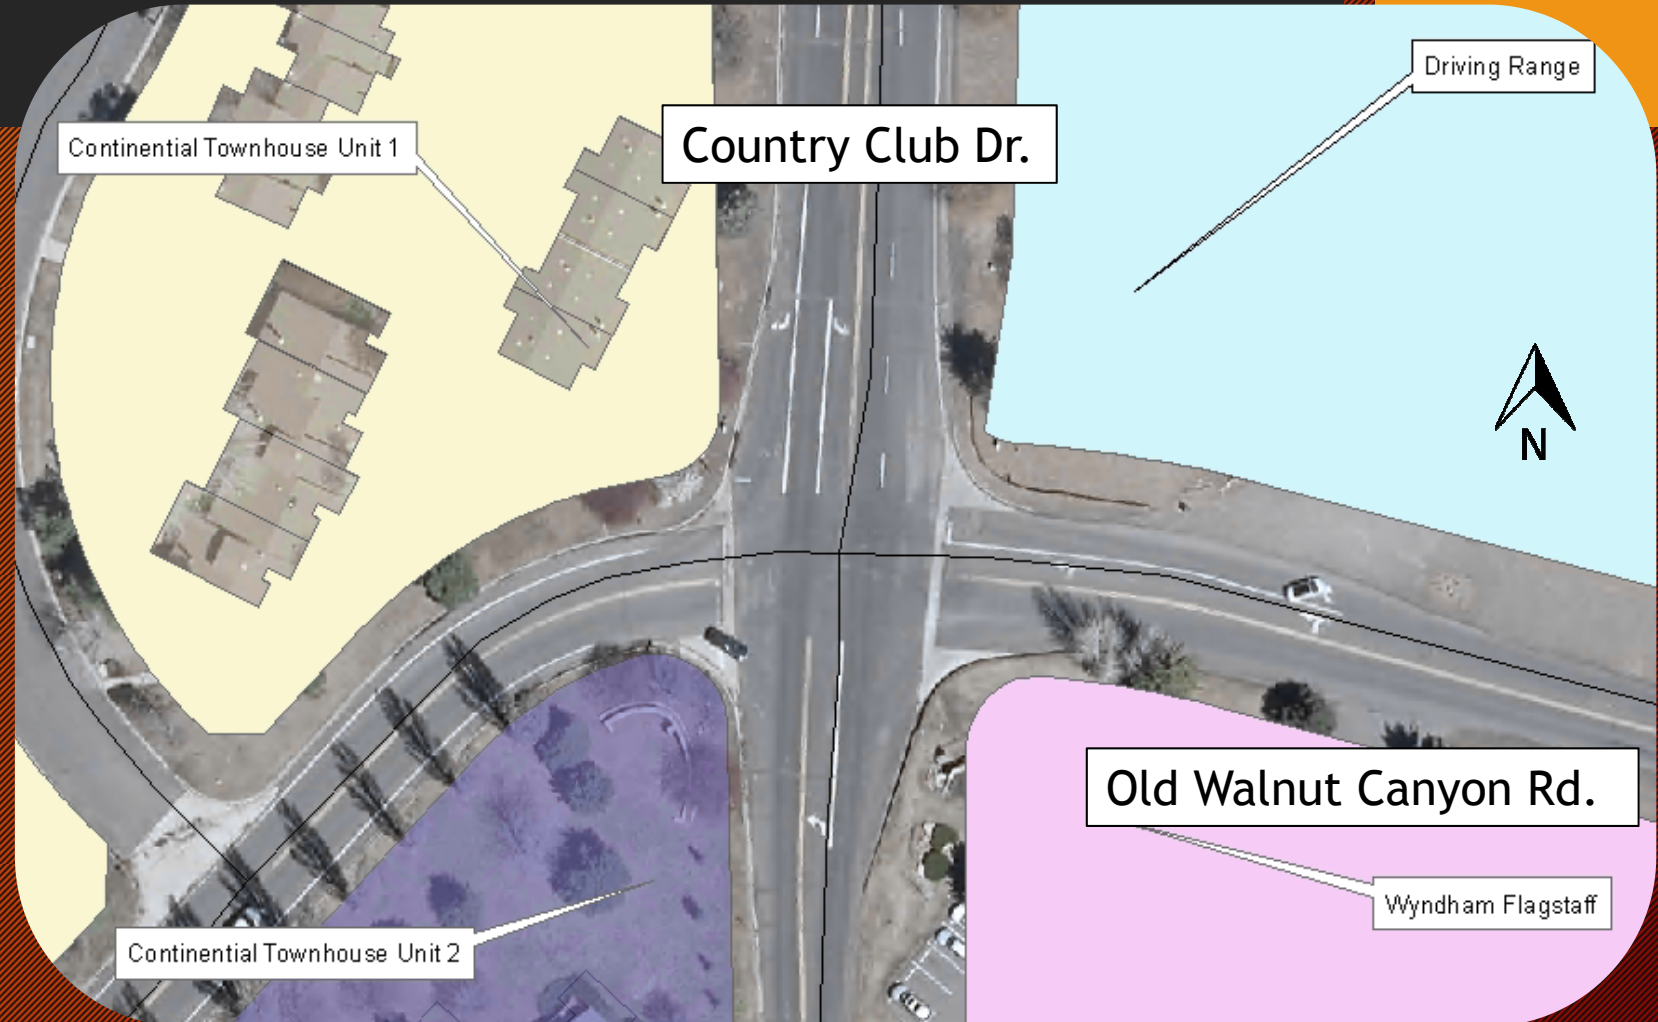 Driving Range
Country Club Dr.
Continential Townhouse Unit 1
N
Old Walnut Canyon Rd.
Wyndham Flagstaff
Continential Townhouse Unit 2